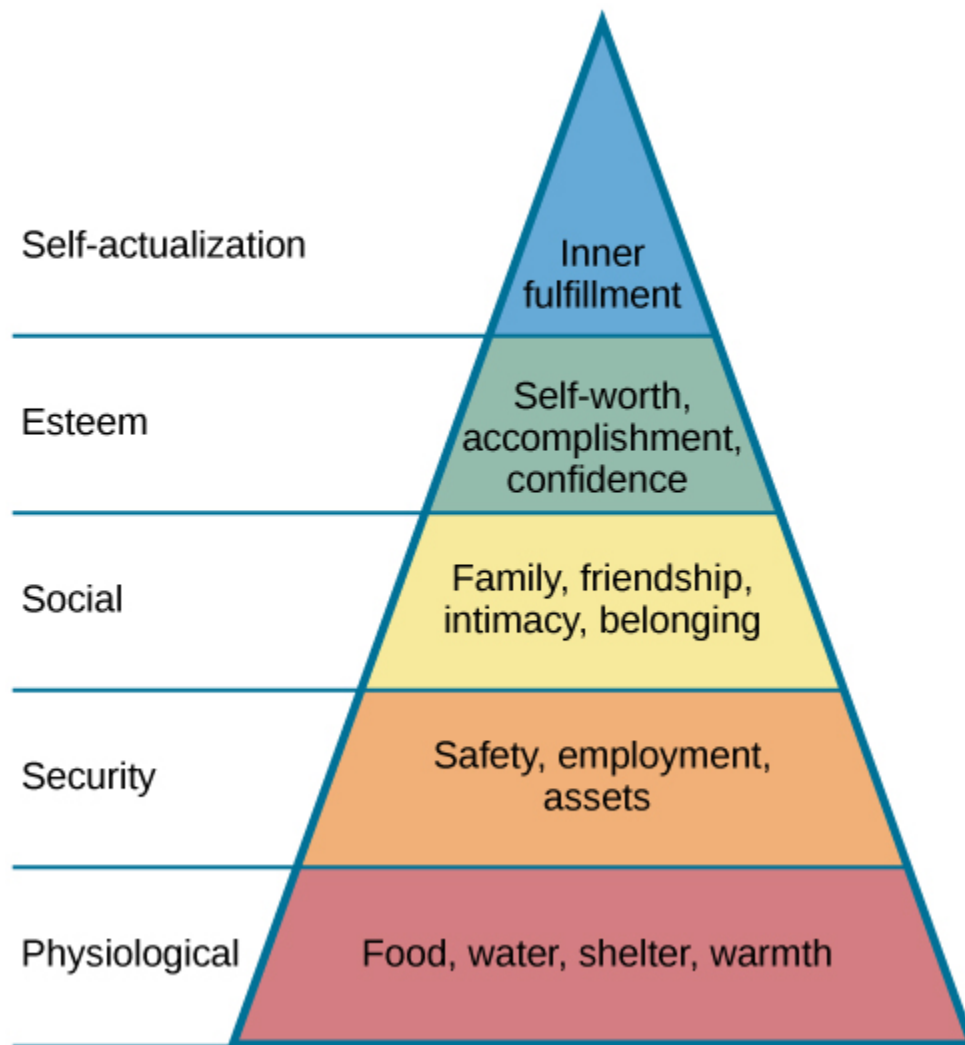 Self-actualization
Inner
fulfillment
Esteem
Self-worth,
accomplishment,
confidence
Social
Family, friendship,
intimacy, belonging
Security
Safety, employment,
assets
Physiological
Food, water, shelter, warmth